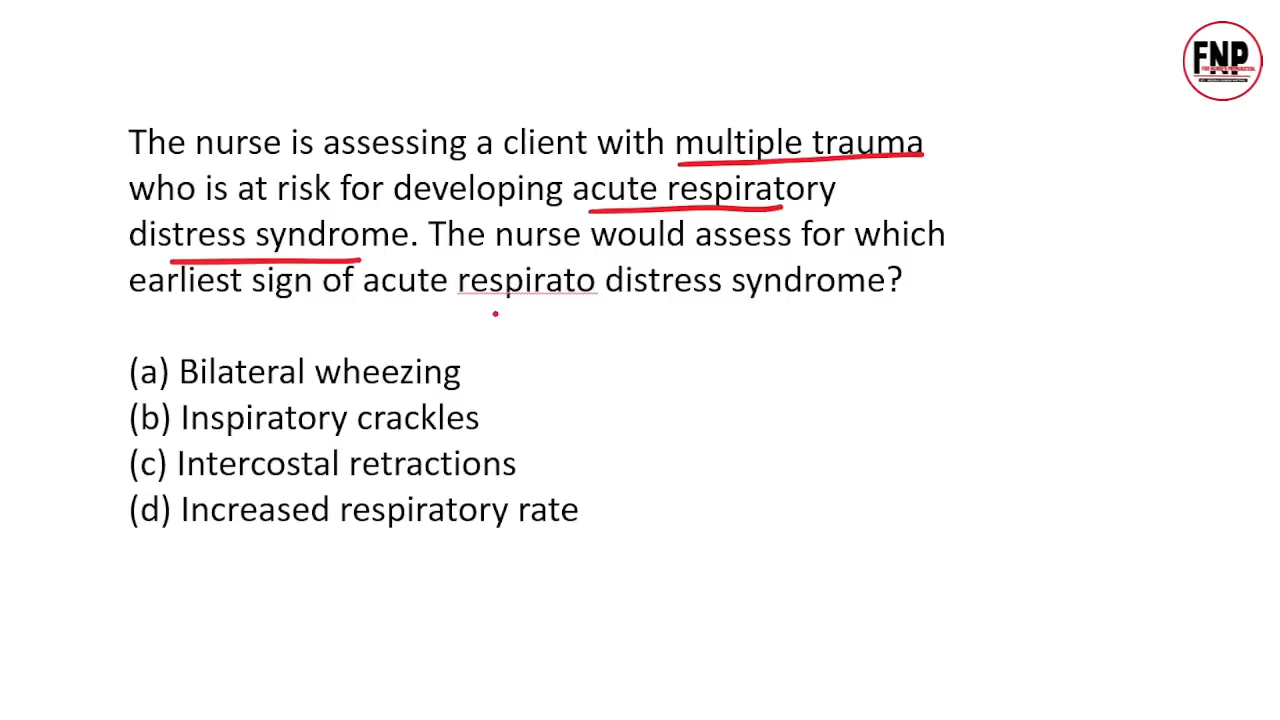 FNP
The nurse is assessing a client with multiple trauma
who is at risk for developing acute respiratory
distress syndrome. The nurse would assess for which
earliest sign of acute respirato distress syndrome?
(a) Bilateral wheezing
(b) Inspiratory crackles
(c) Intercostal retractions
(d) Increased respiratory rate